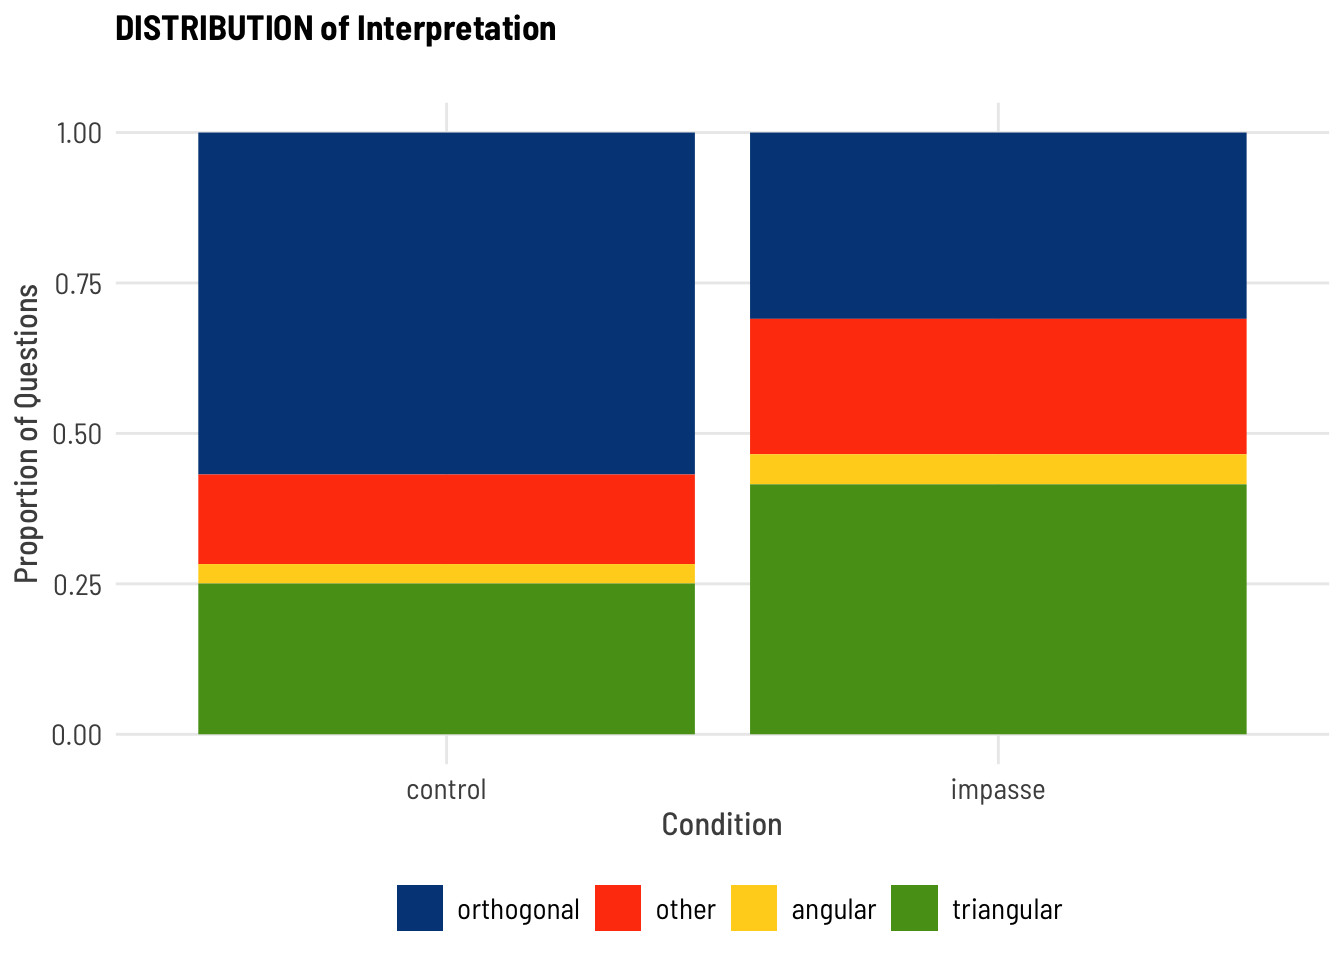 DISTRIBUTION of Interpretation
1.00
0.75
0.50
0.25
0.00
Proportion of Questions
control impasse
Condition
orthogonal other angular triangular